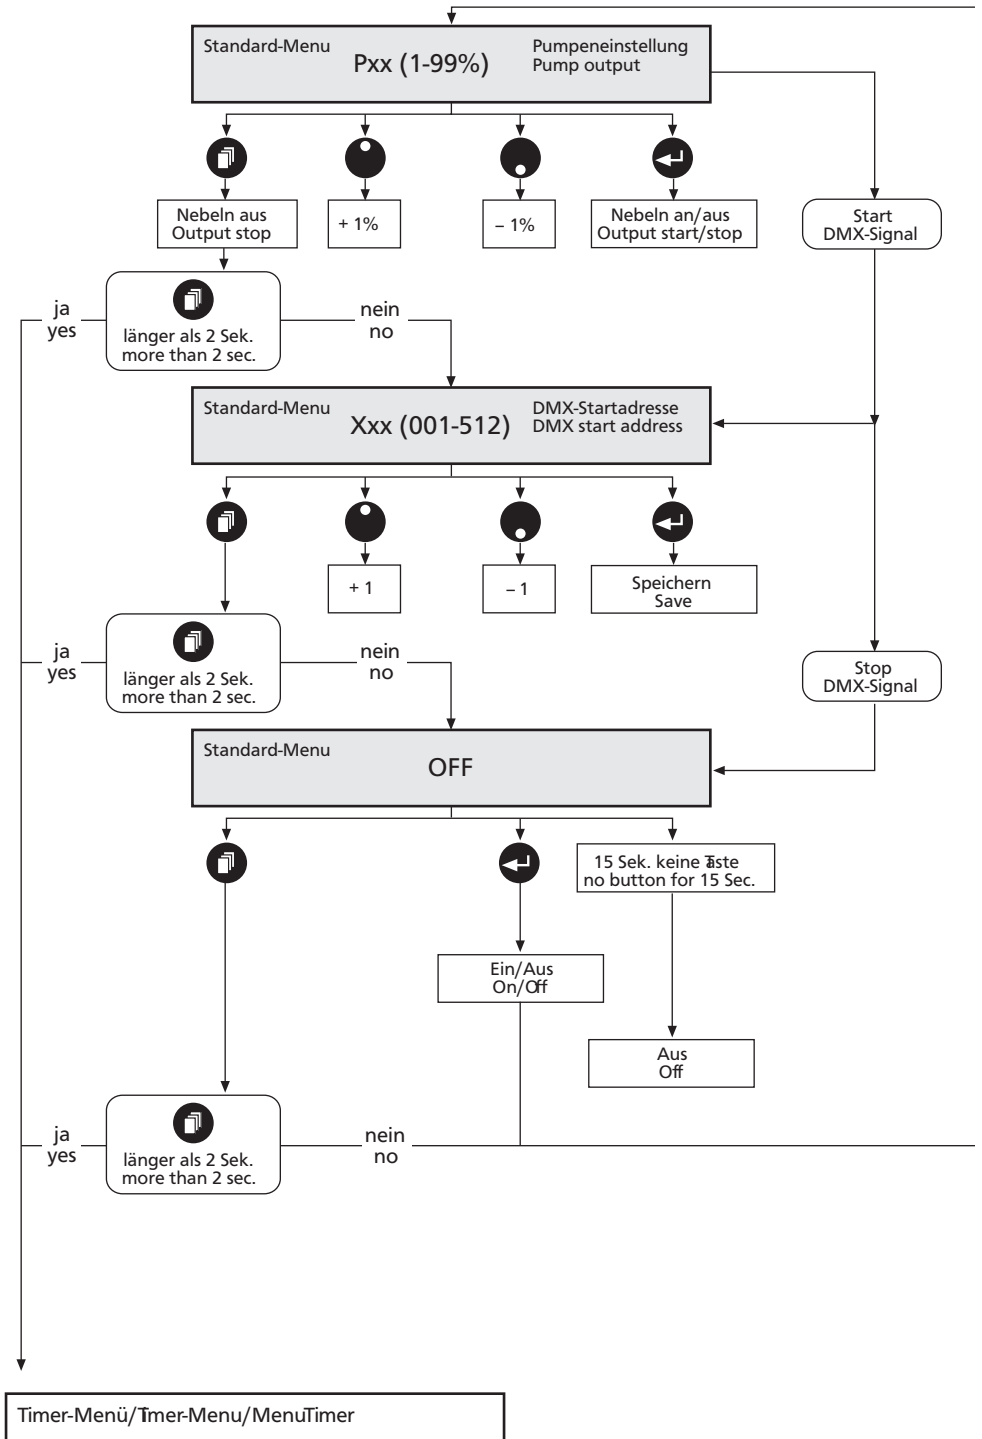 Standard-Menu
Pxx (1-99%)
Pumpeneinstellung
Pump output
Nebeln aus
Output stop
+ 1%
– 1%
Nebeln an/aus
Output start/stop
Start
DMX-Signal
ja
yes
länger als 2 Sek.
more than 2 sec.
nein
no
Standard-Menu
Xxx (001-512)
DMX-Startadresse
DMX start address
+ 1
– 1
Speichern
Save
ja
yes
länger als 2 Sek.
more than 2 sec.
nein
no
Stop
DMX-Signal
Standard-Menu
OFF
15 Sek. keine Taste
no button for 15 Sec.
Ein/Aus
On/Off
Aus
Off
ja
yes
länger als 2 Sek.
more than 2 sec.
nein
no
Timer-Menü/Timer-Menu/MenuTimer